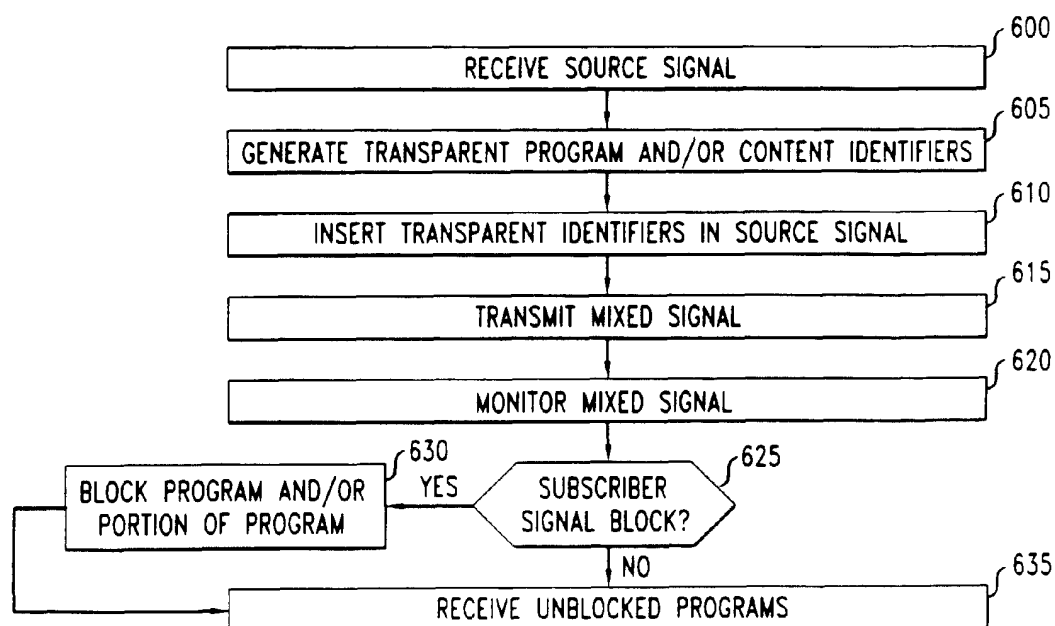 600
RECEIVE SOURCE SIGNAL
605
GENERATE TRANSPARENT PROGRAM AND/OR CONTENT IDENTIFIERS
610
INSERT TRANSPARENT IDENTIFIERS IN SOURCE SIGNAL
615
TRANSMIT MIXED SIGNAL
620
MONITOR MIXED SIGNAL
630
BLOCK PROGRAM AND/OR
PORTION OF PROGRAM
YES
625
SUBSCRIBER
SIGNAL BLOCK?
NO
635
RECEIVE UNBLOCKED PROGRAMS